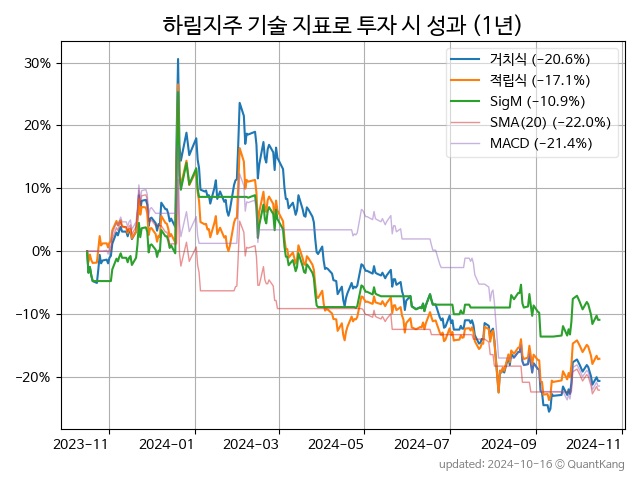 하림지주 기술 지표로 투자 시 성과 (1년)
거치식 (−20.6%)
적립식 (−17.1%)
SigM (−10.9%)
SMA(20) (−22.0%)
MACD (−21.4%)
30%
20%
10%
0%
−10%
−20%
2023-11 2024-01 2024-03 2024-05 2024-07 2024-09 2024-11
updated: 2024-10-16 © QuantKang